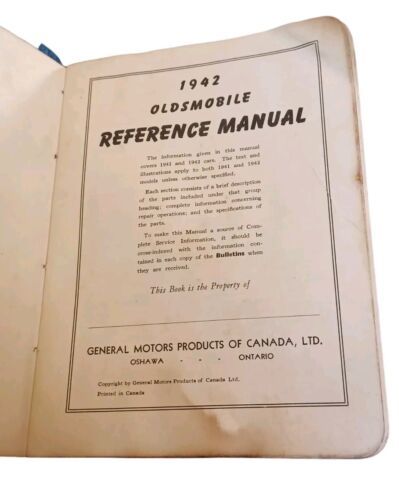 1942
OLDSMOBILE
REFERENCE MANUAL
The information given in this manual
covers 1941 and 1942 cars. The text and
illustrations apply to both 1941 and 1942
models unless otherwise specified.
Each section consists of a brief description
of the parts included under that group
heading; complete information concerning
repair operations; and the specifications of
the parts.
To make this Manual a source of Com-
plete Service Information, it should be
cross-indexed with the information con-
tained in each copy of the Bulletins when
they are received.
This Book is the Property of
GENERAL MOTORS PRODUCTS OF CANADA, LTD.
OSHAWA - - - ONTARIO
Copyright by General Motors Products of Canada Ltd.
Printed in Canada